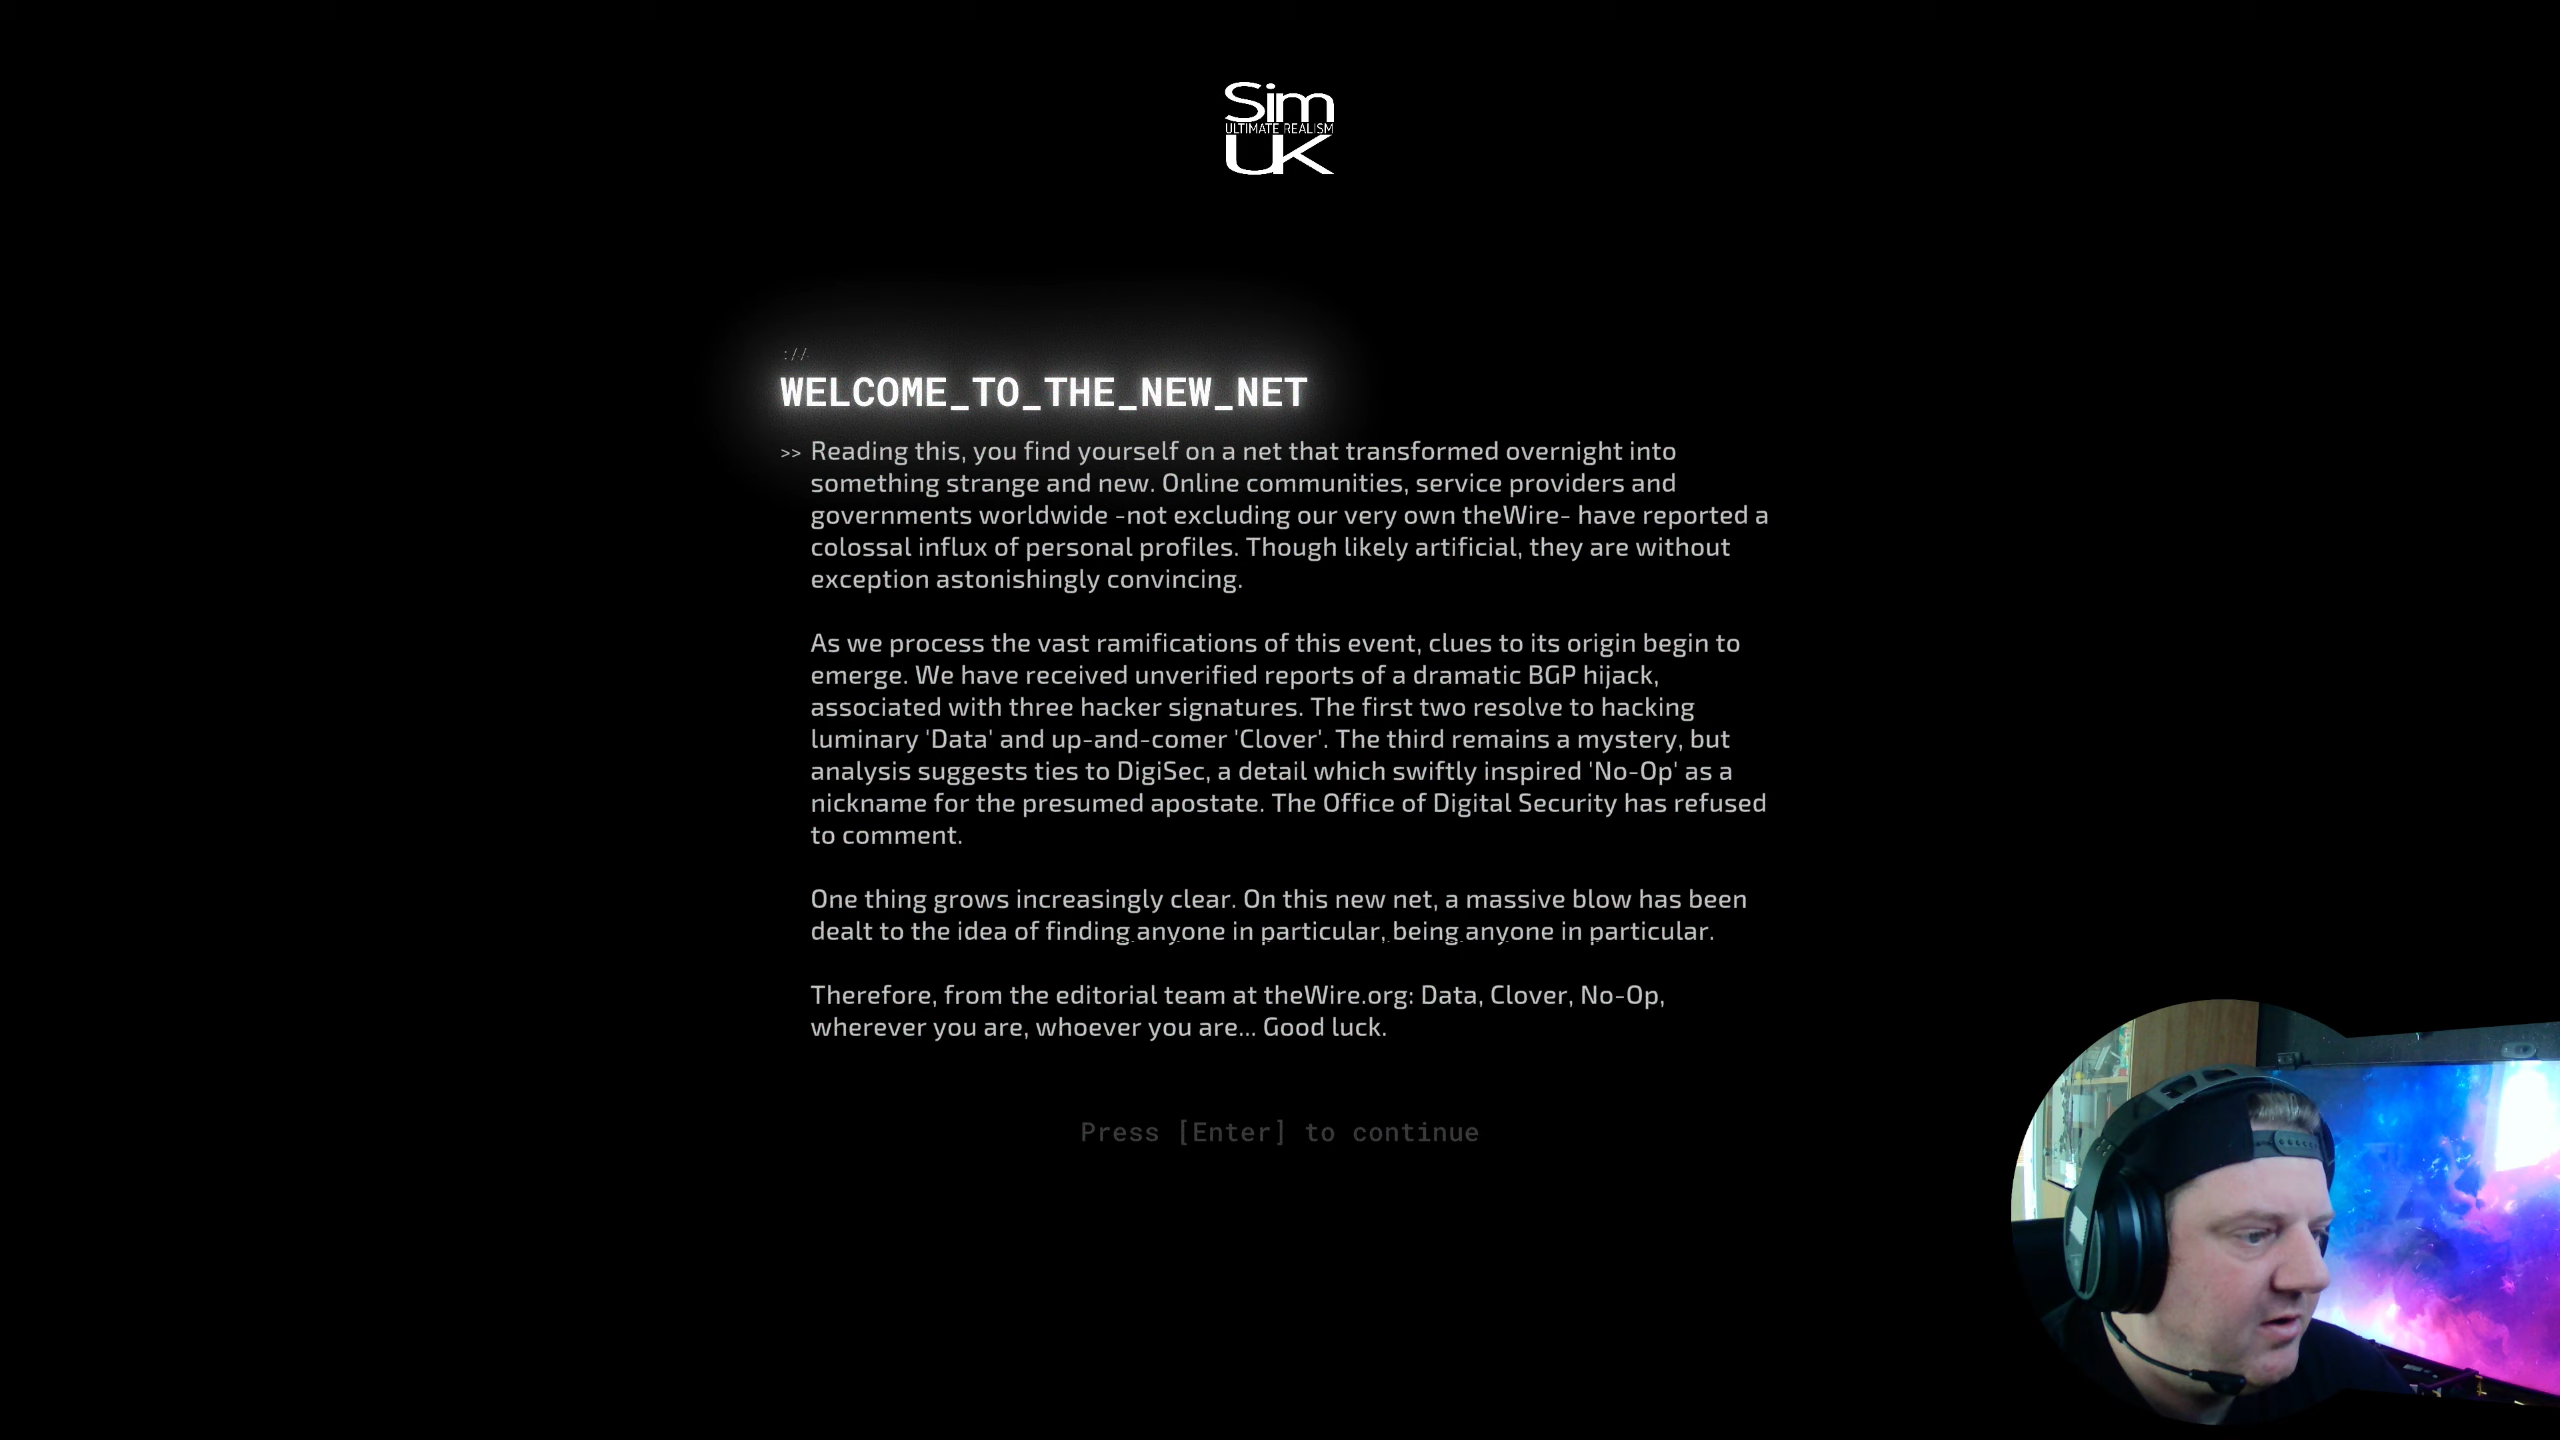 Sim
ULTIMATE REALISM
UK
://
WELCOME_TO_THE_NEW_NET
>> Reading this, you find yourself on a net that transformed overnight into
something strange and new. Online communities, service providers and
governments worldwide -not excluding our very own theWire- have reported a
colossal influx of personal profiles. Though likely artificial, they are without
exception astonishingly convincing.
As we process the vast ramifications of this event, clues to its origin begin to
emerge. We have received unverified reports of a dramatic BGP hijack,
associated with three hacker signatures. The first two resolve to hacking
luminary 'Data' and up-and-comer 'Clover'. The third remains a mystery, but
analysis suggests ties to DigiSec, a detail which swiftly inspired 'No-Op' as a
nickname for the presumed apostate. The Office of Digital Security has refused
to comment.
One thing grows increasingly clear. On this new net, a massive blow has been
dealt to the idea of finding anyone in particular, being anyone in particular.
Therefore, from the editorial team at theWire.org: Data, Clover, No-Op,
wherever you are, whoever you are... Good luck.
Press [Enter] to continue